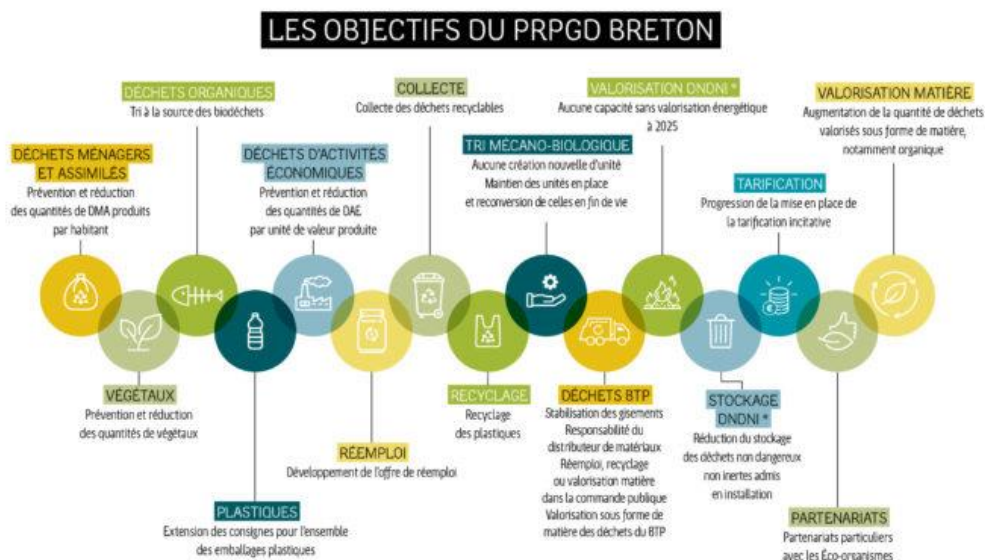 LES OBJECTIFS DU PRPGD BRETON
DÉCHETS MÉNAGERS
ET ASSIMILÉS
Prévention et réduction
des quantités de DMA produits
par habitant
VÉGÉTAUX
Prévention et réduction
des quantités de végétaux
DÉCHETS ORGANIQUES
Tri à la source des biodéchets
PLASTIQUES
Extension des consignes pour l'ensemble
des emballages plastiques
DÉCHETS D'ACTIVITÉS
ÉCONOMIQUES
Prévention et réduction
des quantités de DAE
par unité de valeur produite
RÉEMPLOI
Développement de l'offre de réemploi
COLLECTE
Collecte des déchets recyclables
RECYCLAGE
Recyclage
des plastiques
TRI MÉCANO-BIOLOGIQUE
Aucune création nouvelle d'unité
Maintien des unités en place
et reconversion de celles en fin de vie
DÉCHETS BTP
Stabilisation des gisements
Responsabilité du
distributeur de matériaux
Réemploi, recyclage
ou valorisation matière
dans la commande publique
Valorisation sous forme de
matière des déchets du BTP
VALORISATION DNDNI *
Aucune capacité sans valorisation énergétique
à 2025
STOCKAGE
DNDNI *
Réduction du stockage
des déchets non dangereux
non inertes admis
en installation
TARIFICATION
Progression de la mise en place de
la tarification incitative
PARTENARIATS
Partenariats particuliers
avec les Éco-organismes
VALORISATION MATIÈRE
Augmentation de la quantité de déchets
valorisés sous forme de matière,
notamment organique